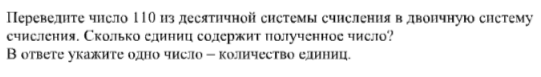 Переведите число 110 из десятичной системы счисления в двоичную систему
счисления. Сколько единиц содержит полученное число?
В ответе укажите одно число – количество единиц.